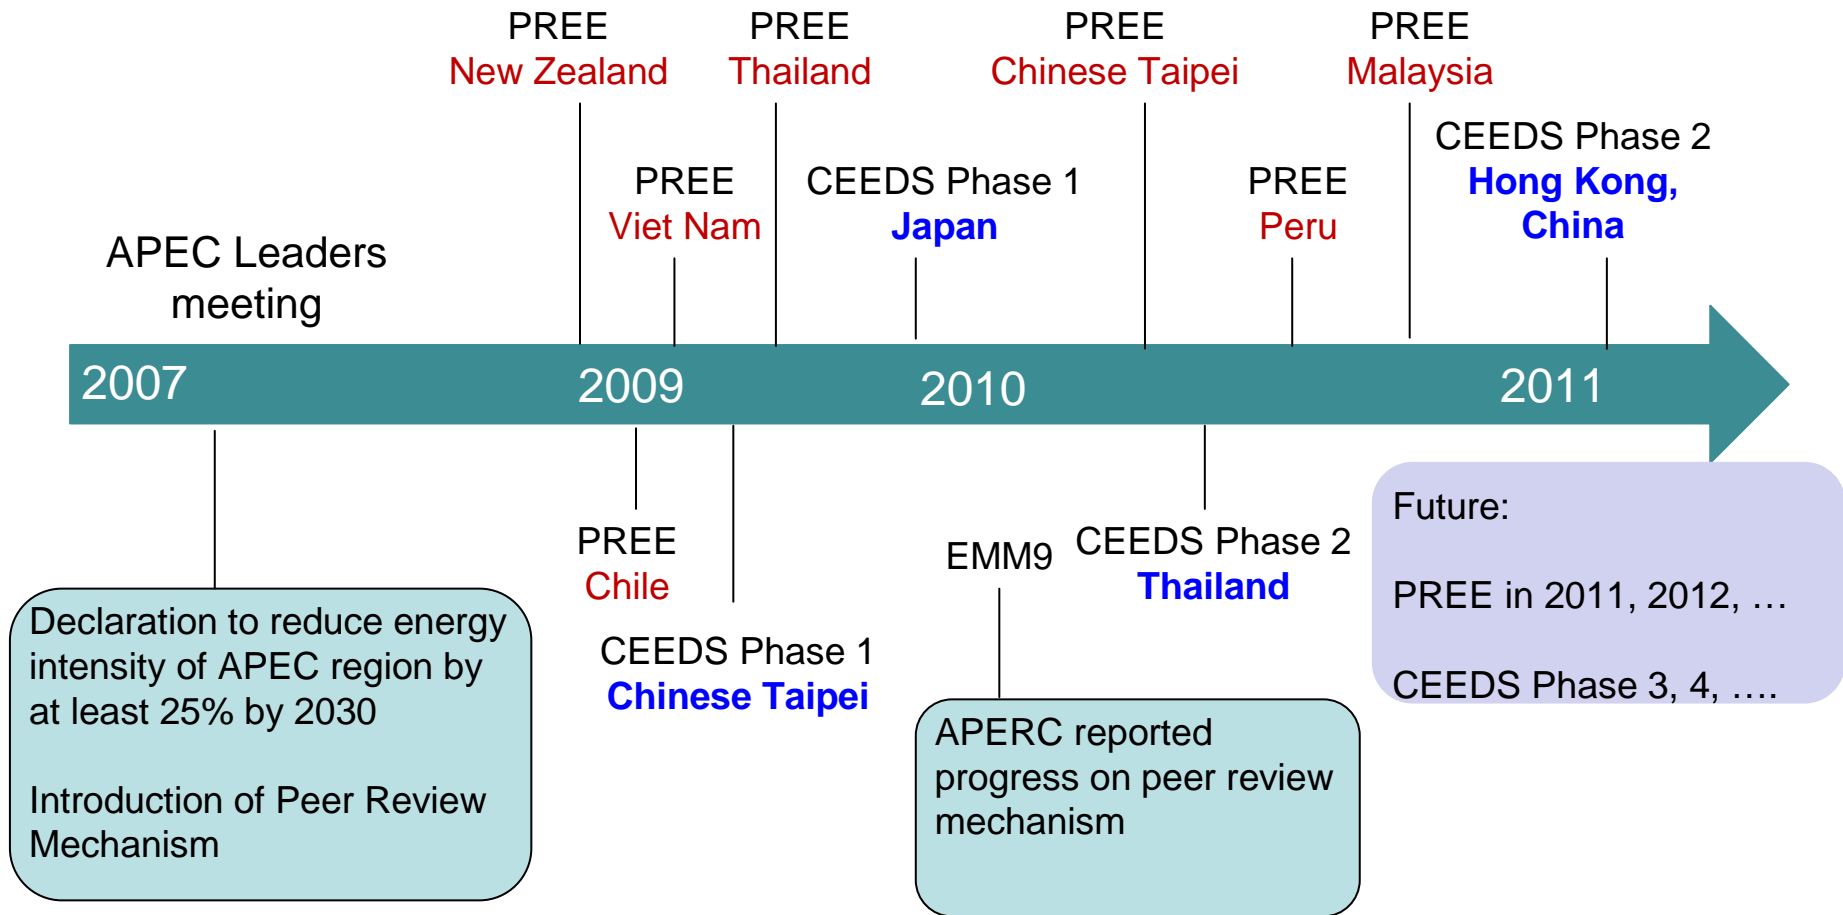 PREE
New Zealand
PREE
Thailand
PREE
Chinese Taipei
PREE
Malaysia
PREE
Viet Nam
CEEDS Phase 1
Japan
PREE
Peru
CEEDS Phase 2
Hong Kong,
China
APEC Leaders
meeting
2007
2009
2010
2011
PREE
Chile
CEEDS Phase 1
Chinese Taipei
EMM9
CEEDS Phase 2
Thailand
Declaration to reduce energy
intensity of APEC region by
at least 25% by 2030
Introduction of Peer Review
Mechanism
APERC reported
progress on peer review
mechanism
Future:
PREE in 2011, 2012, …
CEEDS Phase 3, 4, ….